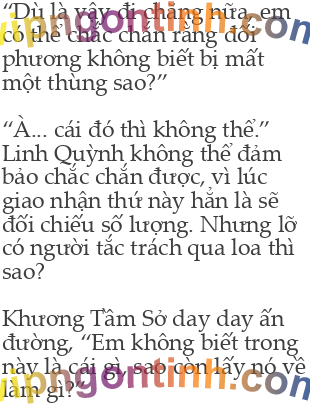 “Dù là vậy đi chăng nữa, em
có thể chắc chắn rằng đối
phương không biết bị mất
một thùng sao?”
“À... cái đó thì không thể.”
Linh Quỳnh không thể đảm
bảo chắc chắn được, vì lúc
giao nhận thứ này hẳn là sẽ
đối chiếu số lượng. Nhưng lỡ
có người tắc trách qua loa thì
sao?
Khương Tầm Sở day day ấn
đường, “Em không biết trong
này là cái gì, sao còn lấy nó về
làm gì?”
vipngontinh.com
vipngontinh.com